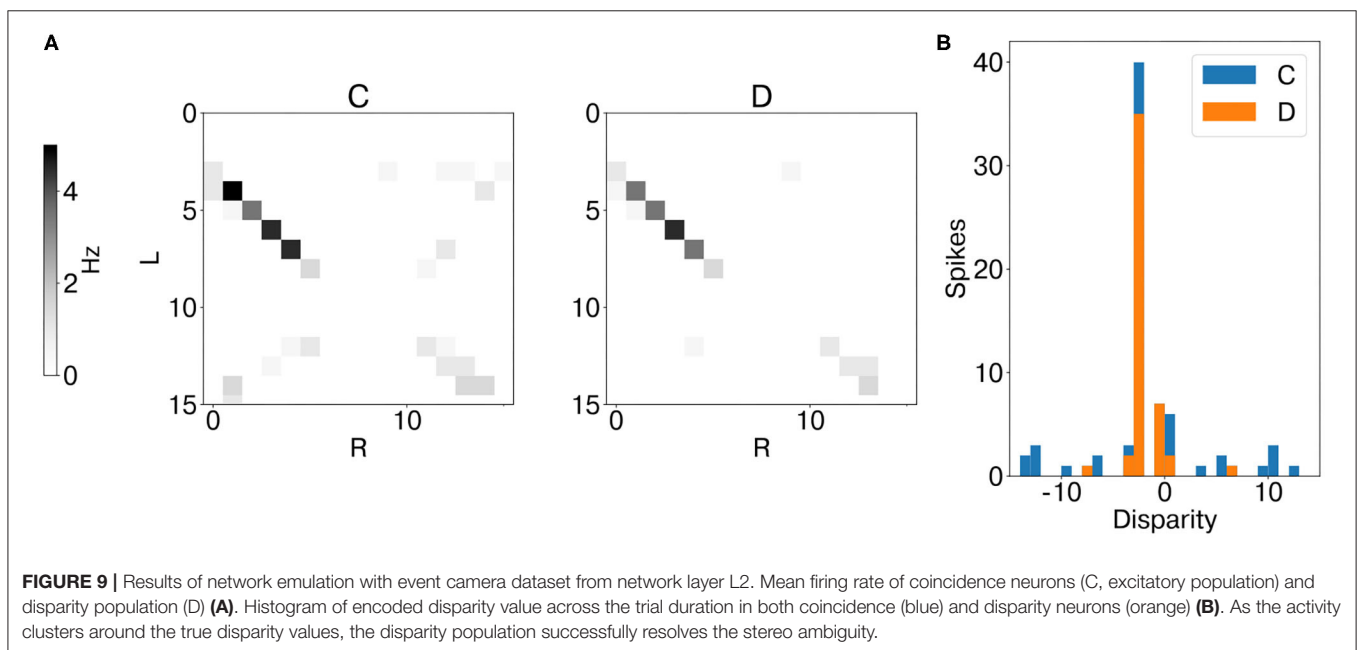 A
B
C
D
0
5
10
15
L
0
10
R
4
2
0
Hz
0
5
10
15
0
10
R
40
30
20
10
0
Spikes
-10
0
10
Disparity
C
D
FIGURE 9 | Results of network emulation with event camera dataset from network layer L2. Mean firing rate of coincidence neurons (C, excitatory population) and
disparity population (D) (A). Histogram of encoded disparity value across the trial duration in both coincidence (blue) and disparity neurons (orange) (B). As the activity
clusters around the true disparity values, the disparity population successfully resolves the stereo ambiguity.